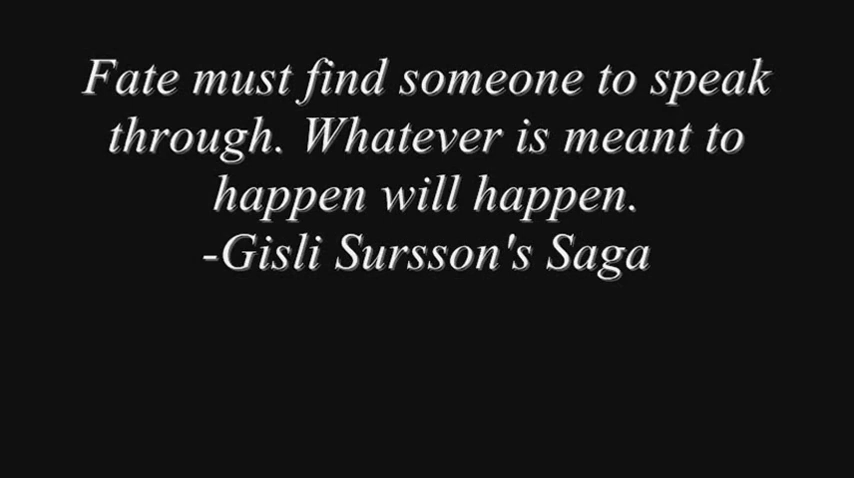 Fate must find someone to speak
through. Whatever is meant to
happen will happen.
-Gisli Sursson's Saga